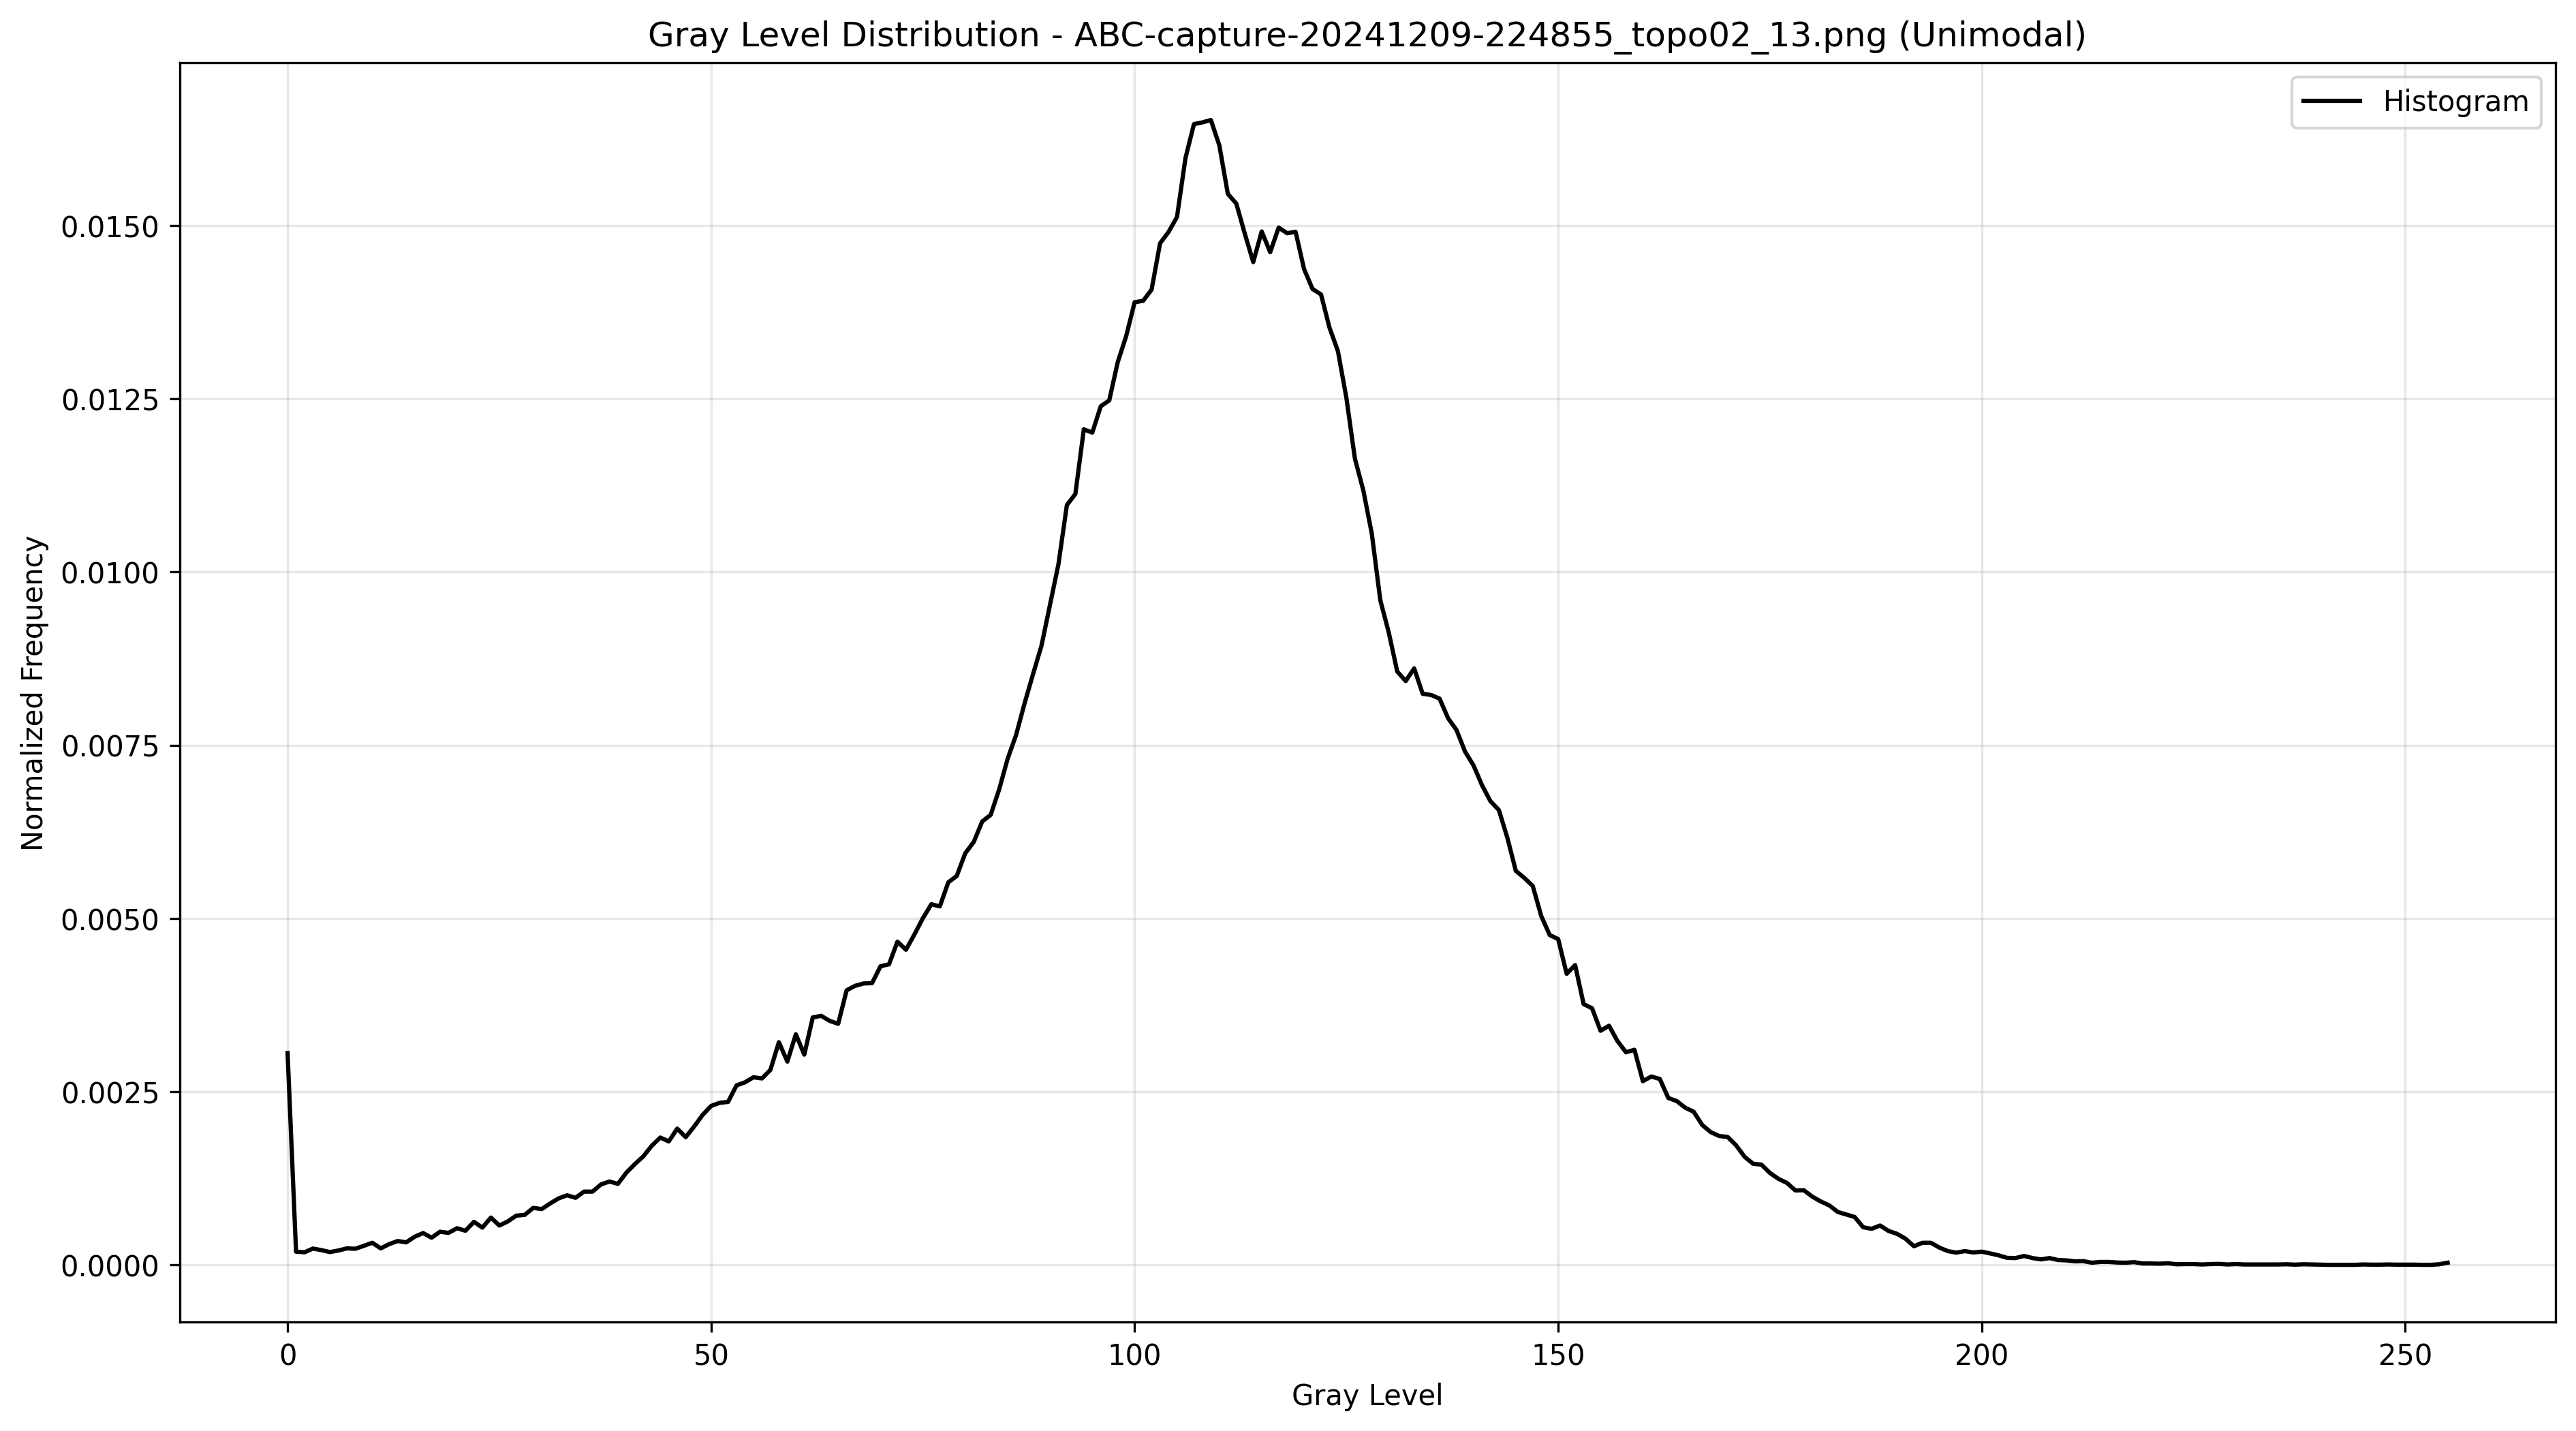 Gray Level Distribution - ABC-capture-20241209-224855_topo02_13.png (Unimodal)
Histogram
Normalized Frequency
0.0150
0.0125
0.0100
0.0075
0.0050
0.0025
0.0000
0 50 100 150 200 250
Gray Level